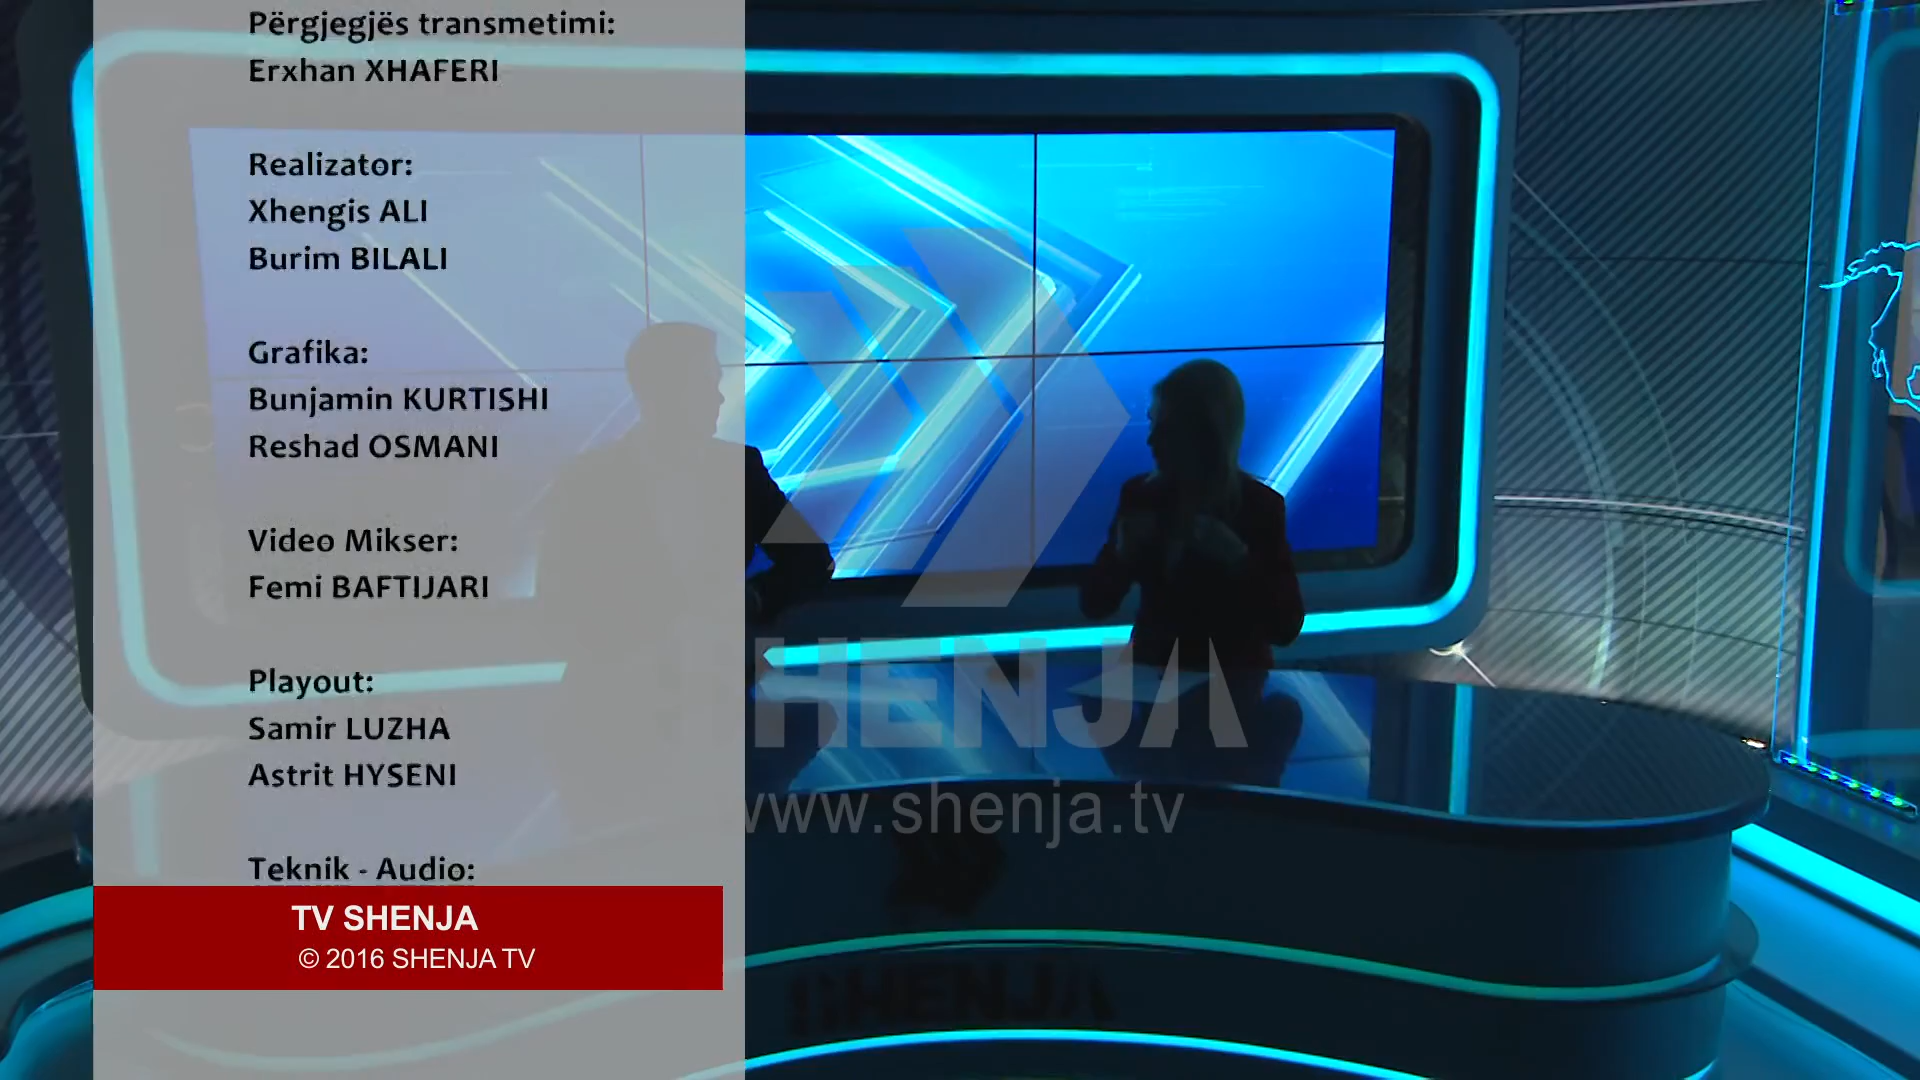 Përgjegjës transmetimi:
Erxhan XHAFERI
Realizator:
Xhengis ALI
Burim BILALI
Grafika:
Bunjamin KURTISHI
Reshad OSMANI
Video Mikser:
Femi BAFTIJARI
Playout:
Samir LUZHA
Astrit HYSENI
Teknik - Audio:
TV SHENJA
© 2016 SHENJA TV
SHENJA
www.shenja.tv
SHENJA